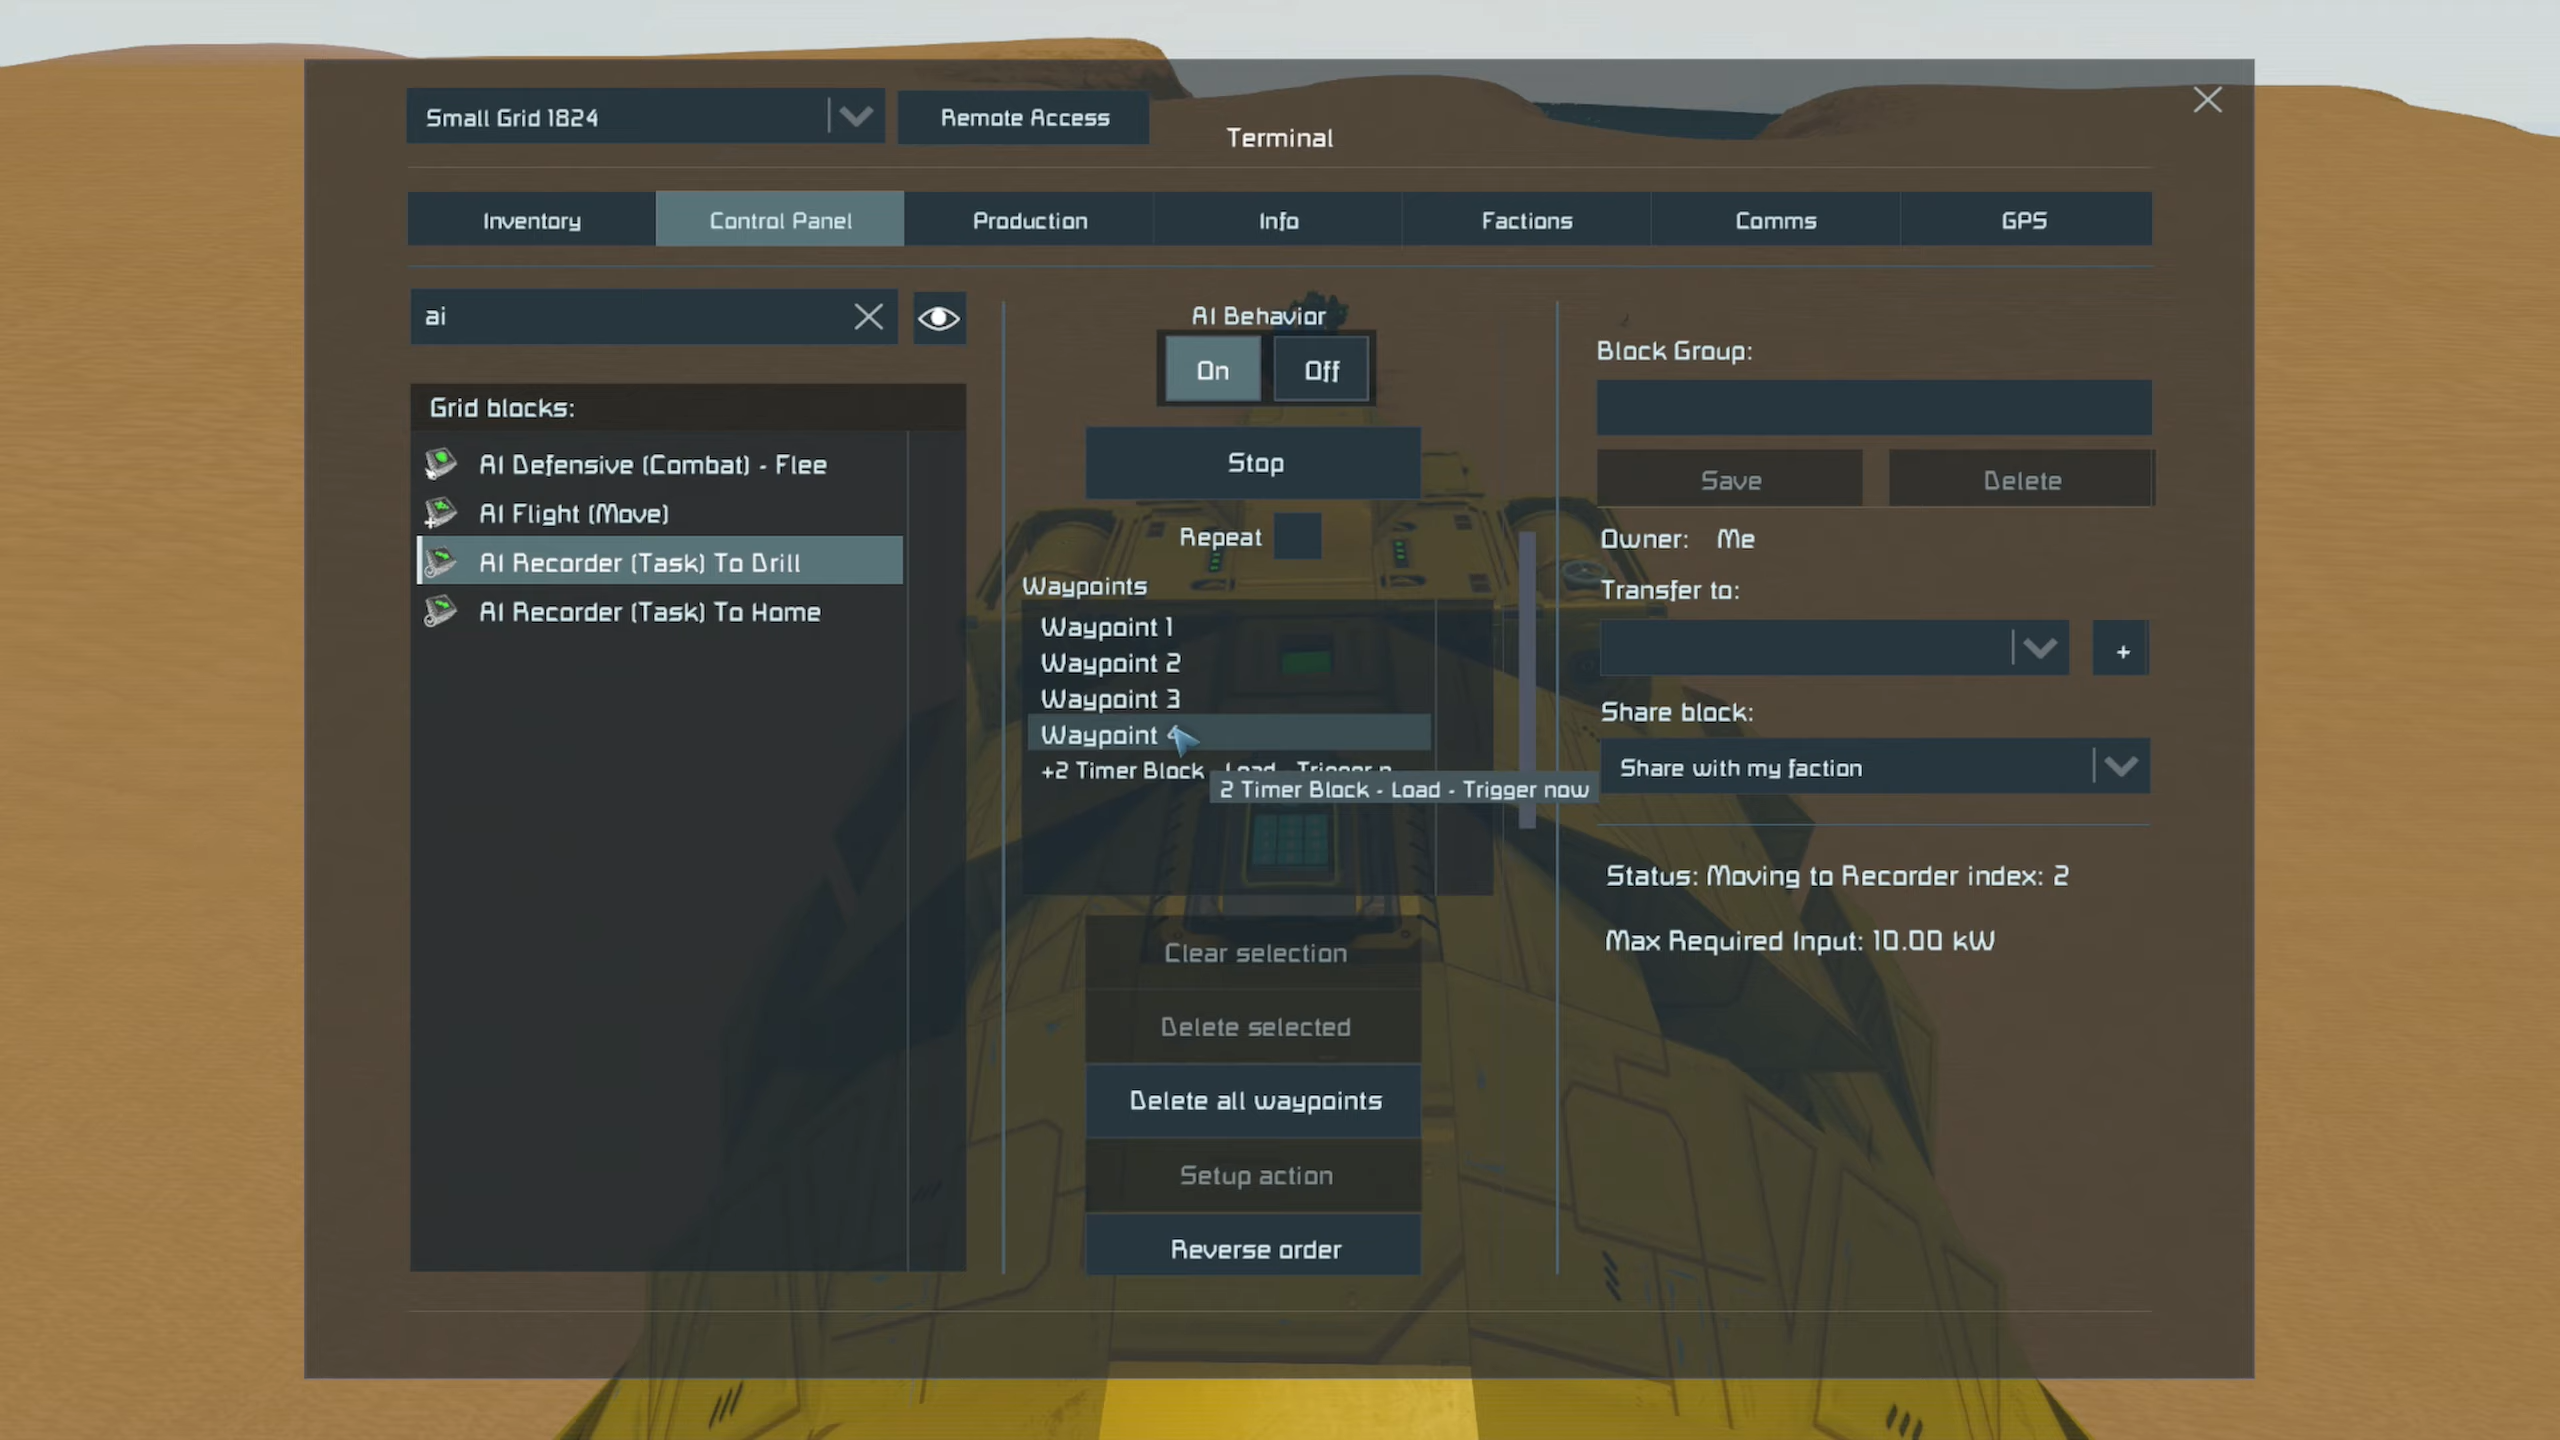 Small Grid 1824
Remote Access
Terminal
Inventory
Control Panel
Production
Info
Factions
Comms
GPS
ai
Grid blocks:
AI Defensive (Combat) - Flee
AI Flight (Move)
AI Recorder (Task) To Drill
AI Recorder (Task) To Home
AI Behavior
On
Off
Stop
Repeat
Waypoints
Waypoint 1
Waypoint 2
Waypoint 3
Waypoint
+2 Timer Block - Load - Trigger n
2 Timer Block - Load - Trigger now
Clear selection
Delete selected
Delete all waypoints
Setup action
Reverse order
Block Group:
Save
Delete
Owner: Me
Transfer to:
+
Share block:
Share with my faction
Status: Moving to Recorder index: 2
Max Required Input: 10.00 kW